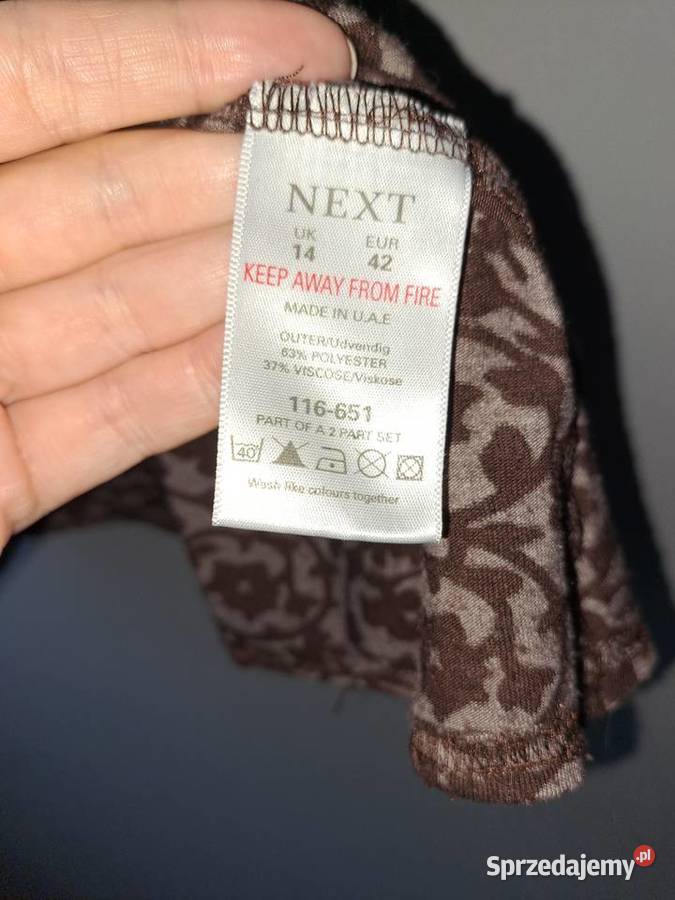 NEXT
UK EUR
14 42
KEEP AWAY FROM FIRE
MADE IN U.A.E
OUTER/Udvendig
63% POLYESTER
37% VISCOSE/Viskose
116-651
PART OF A 2 PART SET
40
Wash like colours together
Sprzedajemy.pl